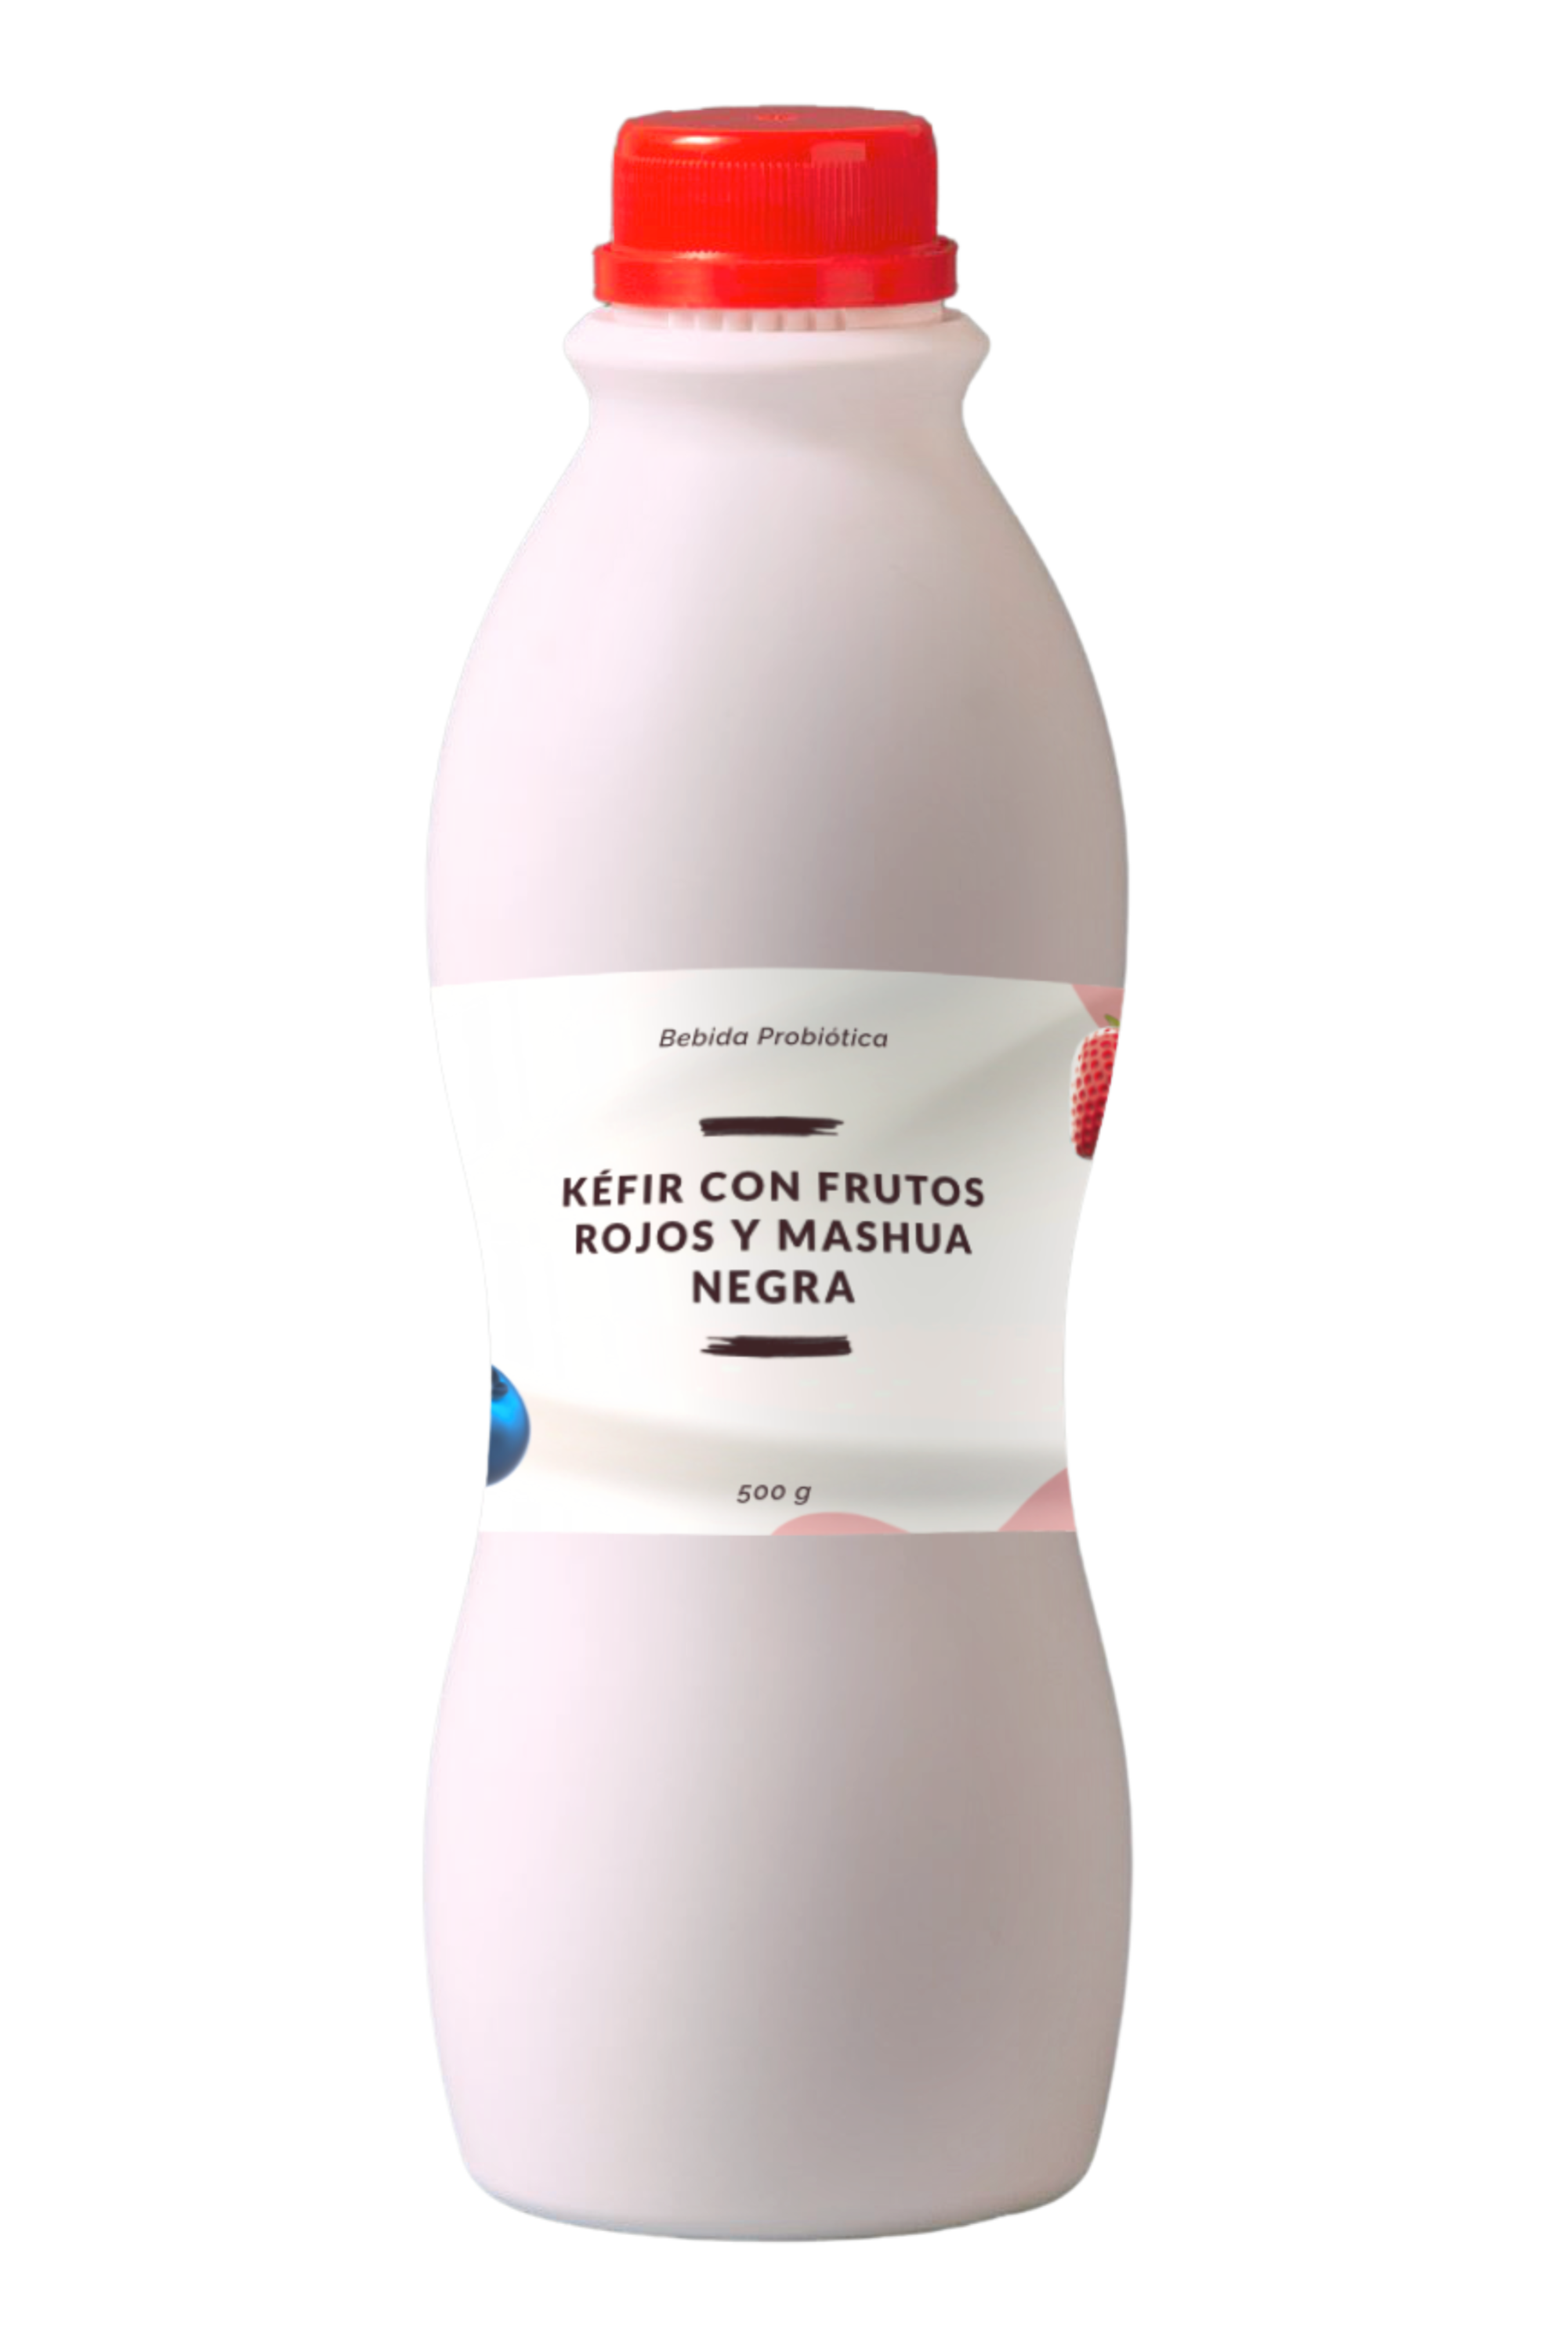 Bebida Probiótica
KÉFIR CON FRUTOS
ROJOS Y MASHUA
NEGRA
500 g